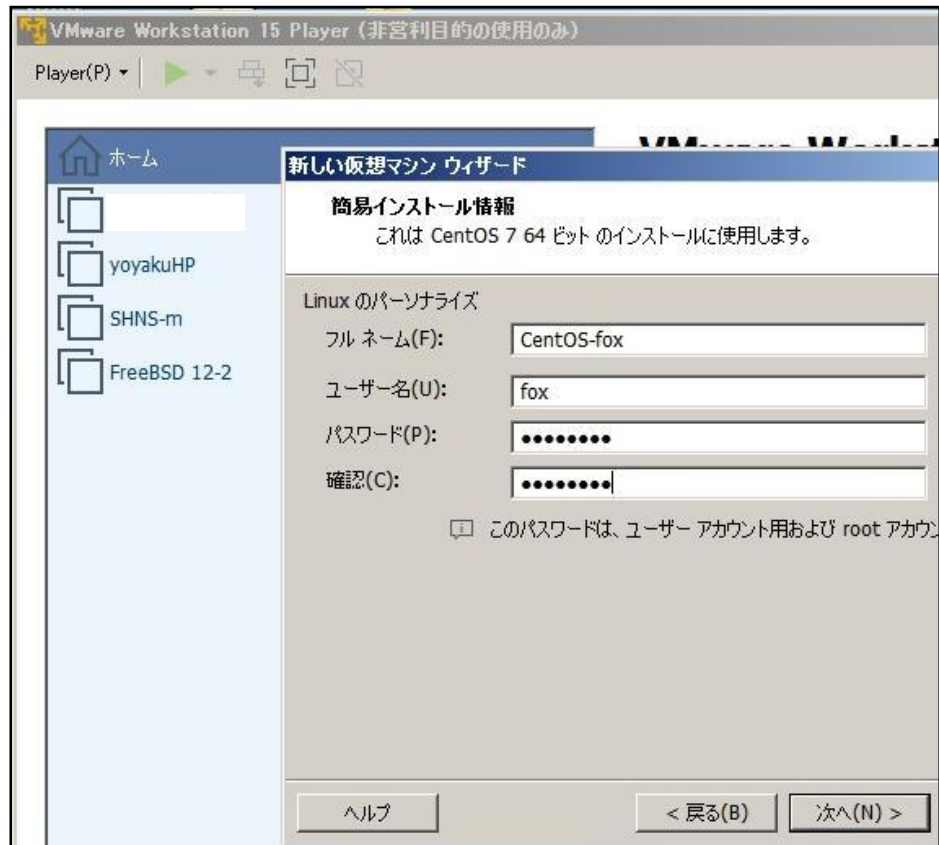 VMware Workstation 15 Player (非営利目的の使用のみ)
Player(P)
ホーム
yoyakuHP
SHNS-m
FreeBSD 12-2
新しい仮想マシン ウィザード
簡易インストール情報
これは CentOS 7 64 ビット のインストールに使用します。
Linux のパーソナライズ
フル ネーム(F): CentOS-fox
ユーザー名(U): fox
パスワード(P): ●●●●●●●●
確認(C): ●●●●●●●●
このパスワードは、ユーザー アカウント用および root アカウン
ヘルプ
< 戻る(B)
次へ(N) >